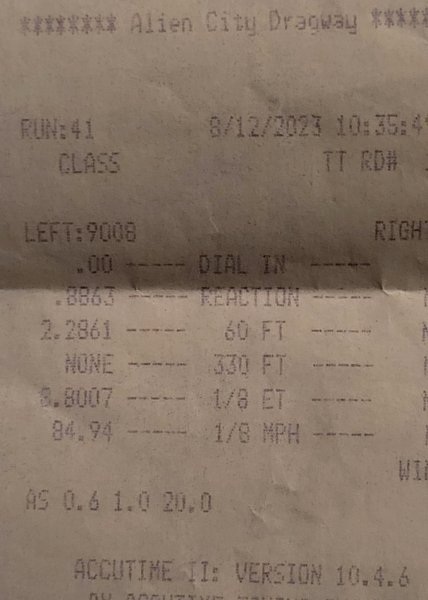 ******** Alien City Dragway *****
RUN:41 8/12/2023 10:35:4
CLASS TT RD#
LEFT:9008 RIGHT
.00 ----- DIAL IN -----
.8863 ----- REACTION -----
2.2861 ----- 60 FT ----- N
NONE ----- 330 FT ----- N
8.8007 ----- 1/8 ET ----- N
84.94 ----- 1/8 MPH -----
WIN
AS 0.6 1.0 20.0
ACCUTIME II: VERSION 10.4.6